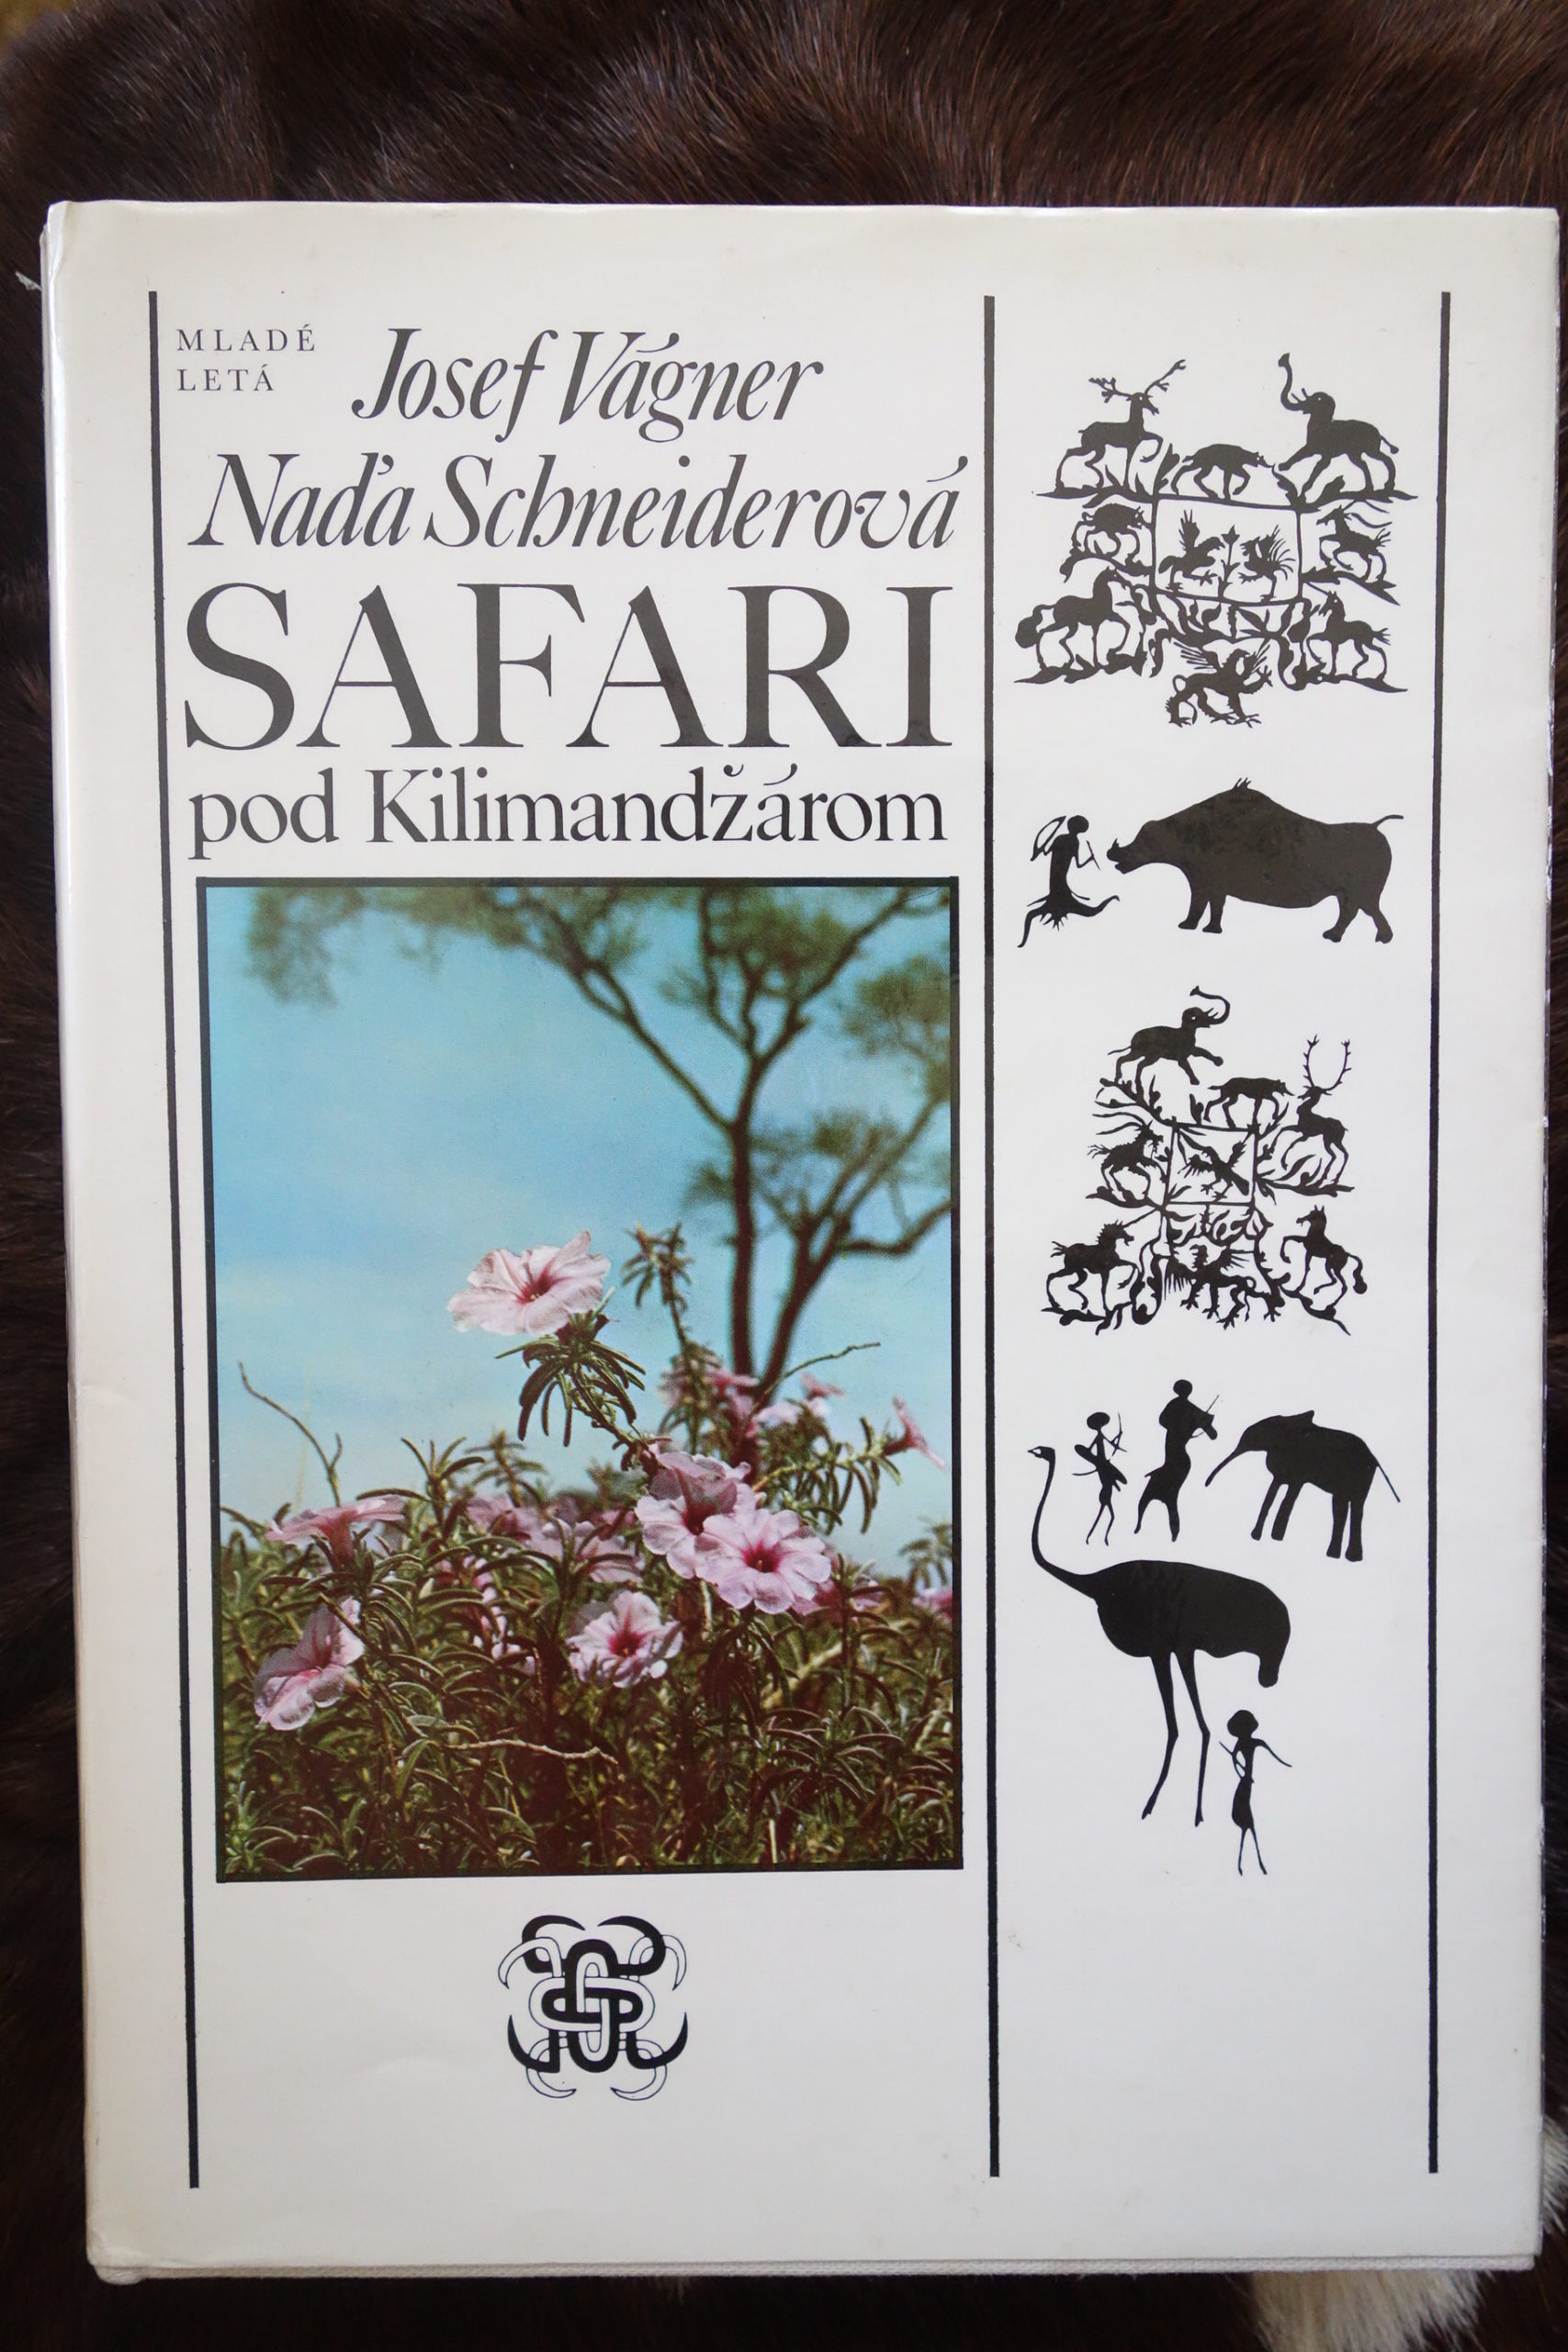 MLADÉ
LETÁ
Josef Vágner
Naďa Schneiderová
SAFARI
pod Kilimandžárom